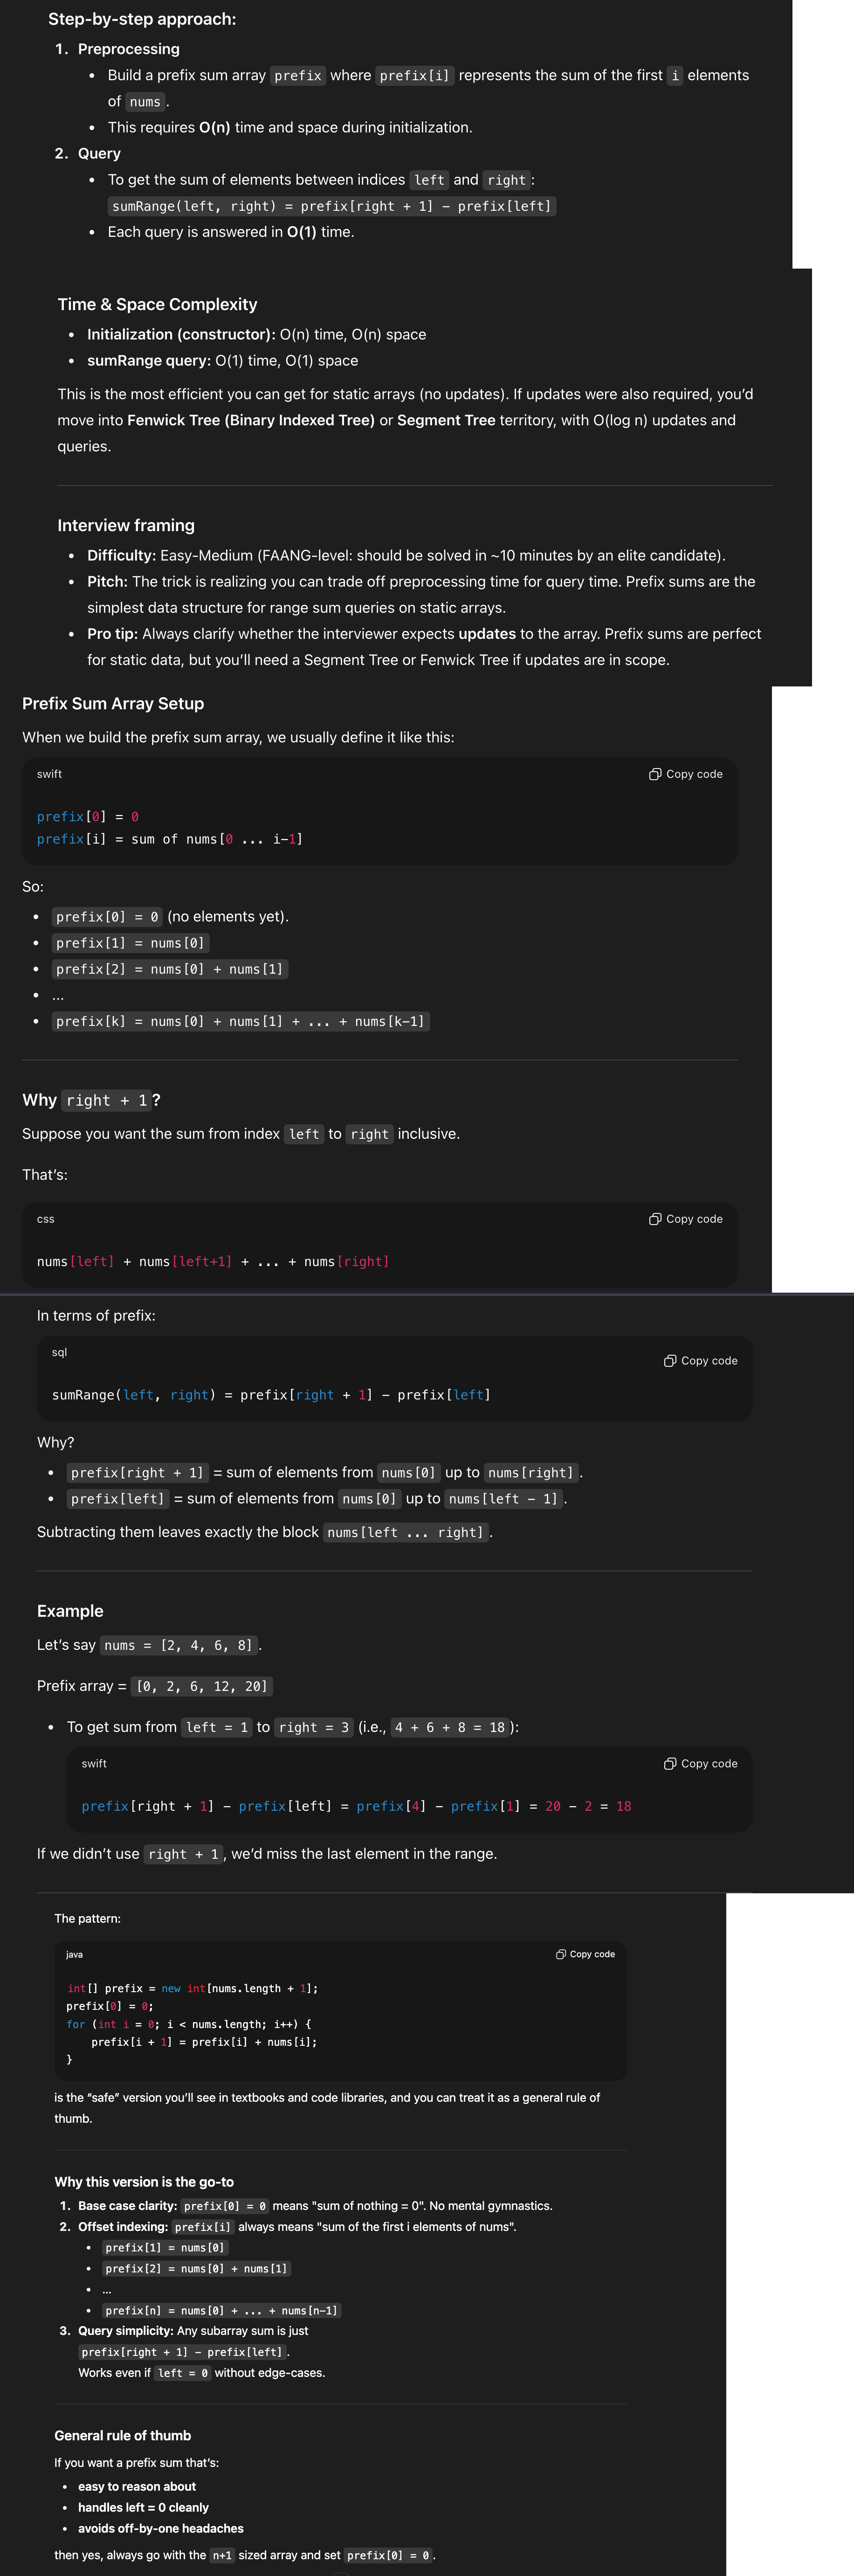 Step-by-step approach:
1. Preprocessing
• Build a prefix sum array prefix where prefix[i] represents the sum of the first i elements
of nums.
• This requires O(n) time and space during initialization.
2. Query
• To get the sum of elements between indices left and right:
sumRange(left, right) = prefix[right + 1] − prefix[left]
• Each query is answered in O(1) time.
Time & Space Complexity
• Initialization (constructor): O(n) time, O(n) space
• sumRange query: O(1) time, O(1) space
This is the most efficient you can get for static arrays (no updates). If updates were also required, you’d
move into Fenwick Tree (Binary Indexed Tree) or Segment Tree territory, with O(log n) updates and
queries.
Interview framing
• Difficulty: Easy-Medium (FAANG-level: should be solved in ~10 minutes by an elite candidate).
• Pitch: The trick is realizing you can trade off preprocessing time for query time. Prefix sums are the
simplest data structure for range sum queries on static arrays.
• Pro tip: Always clarify whether the interviewer expects updates to the array. Prefix sums are perfect
for static data, but you’ll need a Segment Tree or Fenwick Tree if updates are in scope.
Prefix Sum Array Setup
When we build the prefix sum array, we usually define it like this:
swift Copy code
prefix[0] = 0
prefix[i] = sum of nums[0 ... i−1]
So:
• prefix[0] = 0 (no elements yet).
• prefix[1] = nums[0]
• prefix[2] = nums[0] + nums[1]
• ...
• prefix[k] = nums[0] + nums[1] + ... + nums[k−1]
Why right + 1?
Suppose you want the sum from index left to right inclusive.
That’s:
css Copy code
nums[left] + nums[left+1] + ... + nums[right]
In terms of prefix:
sql Copy code
sumRange(left, right) = prefix[right + 1] − prefix[left]
Why?
• prefix[right + 1] = sum of elements from nums[0] up to nums[right].
• prefix[left] = sum of elements from nums[0] up to nums[left − 1].
Subtracting them leaves exactly the block nums[left ... right].
Example
Let’s say nums = [2, 4, 6, 8].
Prefix array = [0, 2, 6, 12, 20]
• To get sum from left = 1 to right = 3 (i.e., 4 + 6 + 8 = 18):
swift Copy code
prefix[right + 1] − prefix[left] = prefix[4] − prefix[1] = 20 − 2 = 18
If we didn’t use right + 1, we’d miss the last element in the range.
The pattern:
java Copy code
int[] prefix = new int[nums.length + 1];
prefix[0] = 0;
for (int i = 0; i < nums.length; i++) {
prefix[i + 1] = prefix[i] + nums[i];
}
is the “safe” version you’ll see in textbooks and code libraries, and you can treat it as a general rule of
thumb.
Why this version is the go-to
1. Base case clarity: prefix[0] = 0 means "sum of nothing = 0". No mental gymnastics.
2. Offset indexing: prefix[i] always means "sum of the first i elements of nums".
• prefix[1] = nums[0]
• prefix[2] = nums[0] + nums[1]
• ...
• prefix[n] = nums[0] + ... + nums[n−1]
3. Query simplicity: Any subarray sum is just
prefix[right + 1] − prefix[left].
Works even if left = 0 without edge-cases.
General rule of thumb
If you want a prefix sum that’s:
• easy to reason about
• handles left = 0 cleanly
• avoids off-by-one headaches
then yes, always go with the n+1 sized array and set prefix[0] = 0.